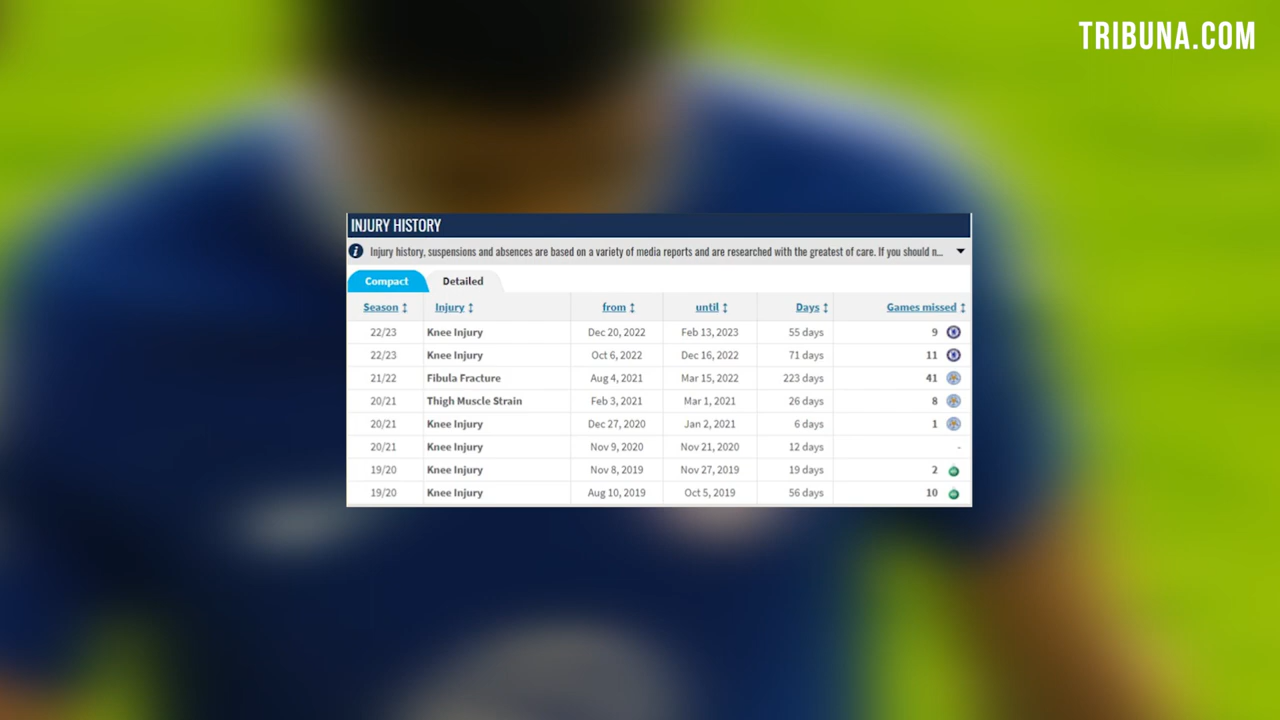 TRIBUNA.COM
INJURY HISTORY
Injury history, suspensions and absences are based on a variety of media reports and are researched with the greatest of care. If you should n...
Compact Detailed
Season Injury from until Days Games missed
22/23 Knee Injury Dec 20, 2022 Feb 13, 2023 55 days 9
22/23 Knee Injury Oct 6, 2022 Dec 16, 2022 71 days 11
21/22 Fibula Fracture Aug 4, 2021 Mar 15, 2022 223 days 41
20/21 Thigh Muscle Strain Feb 3, 2021 Mar 1, 2021 26 days 8
20/21 Knee Injury Dec 27, 2020 Jan 2, 2021 6 days 1
20/21 Knee Injury Nov 9, 2020 Nov 21, 2020 12 days -
19/20 Knee Injury Nov 8, 2019 Nov 27, 2019 19 days 2
19/20 Knee Injury Aug 10, 2019 Oct 5, 2019 56 days 10